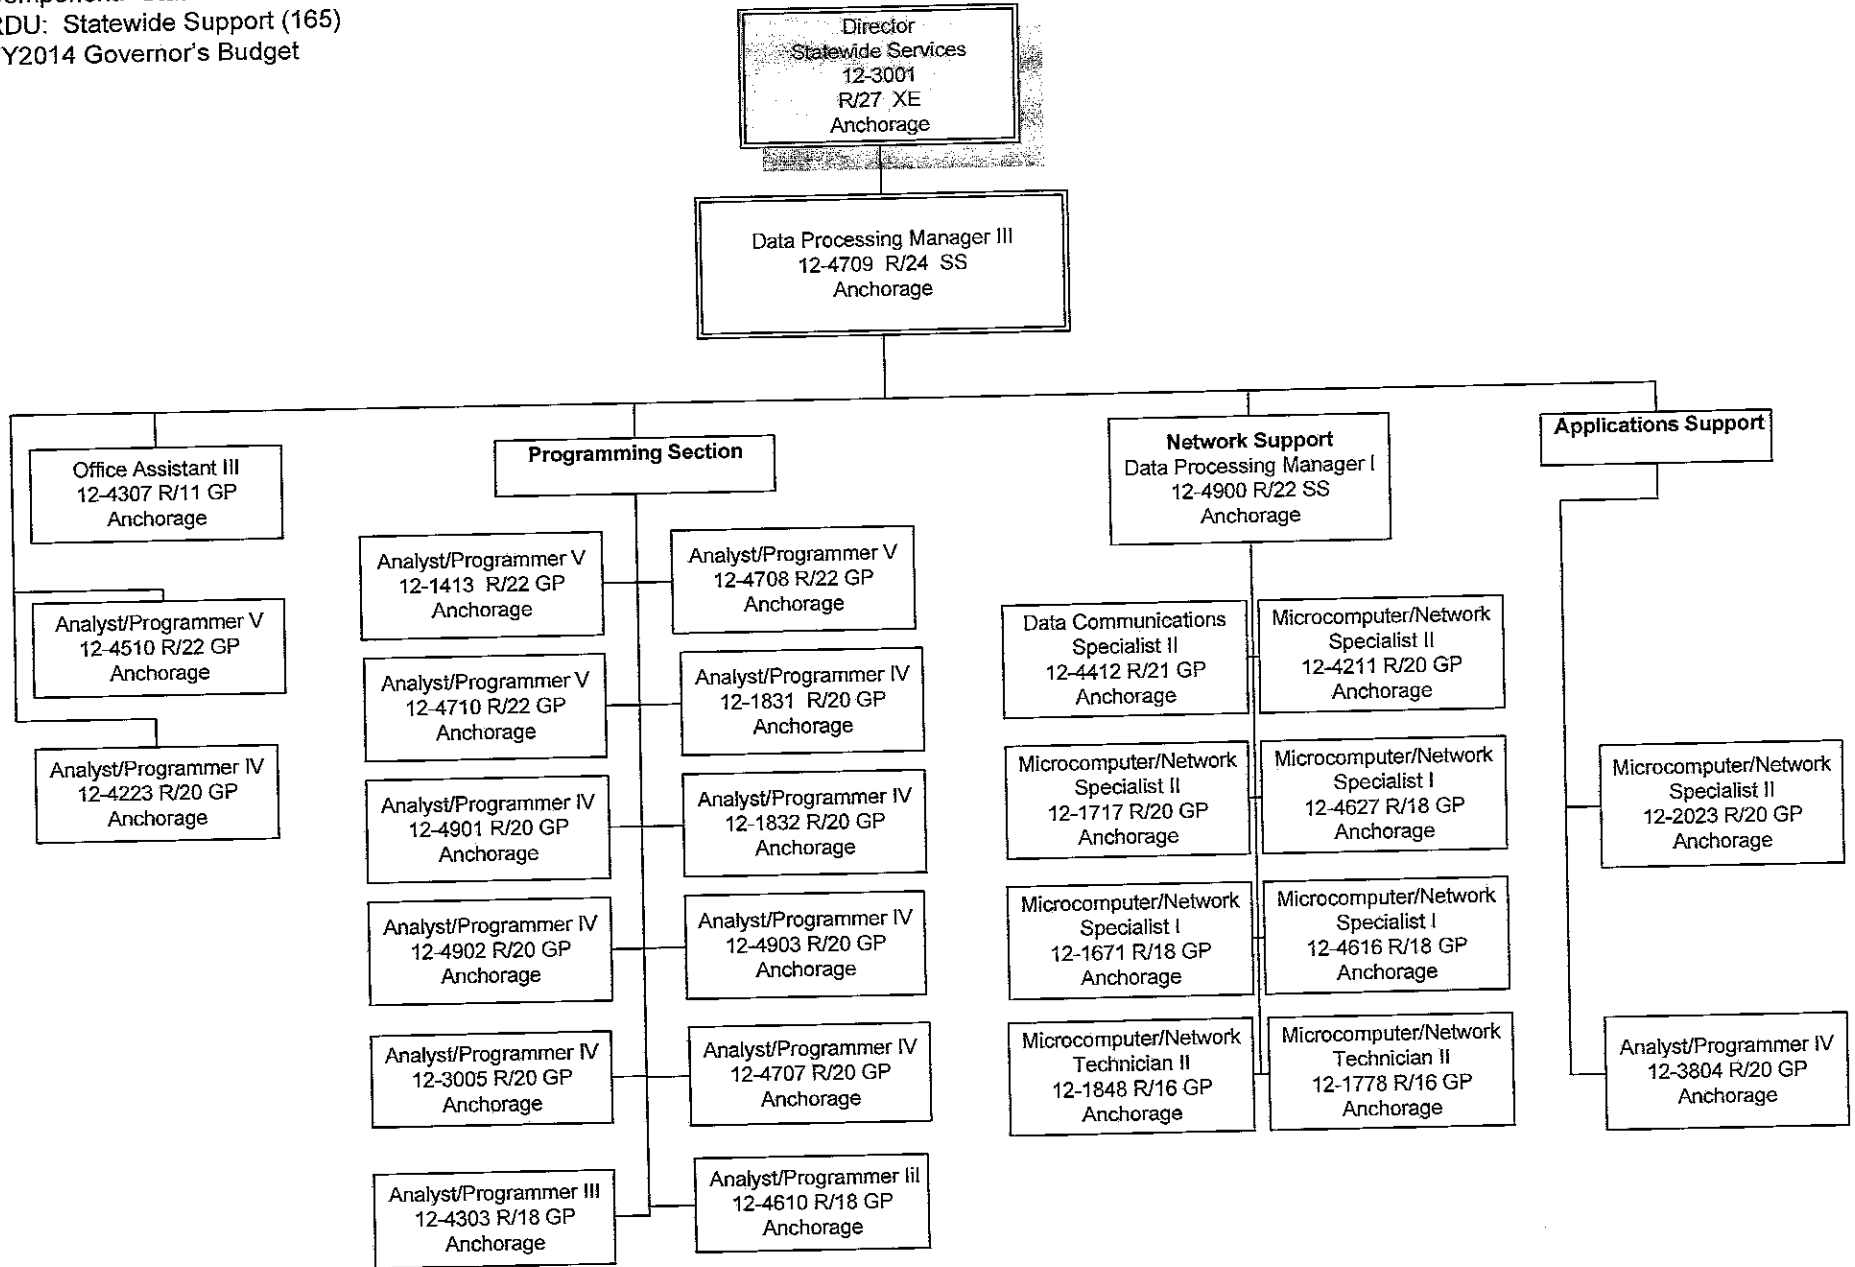 RDU: Statewide Support (165)
FY2014 Governor's Budget
Director
Statewide Services
12-3001
R/27 XE
Anchorage
Data Processing Manager III
12-4709 R/24 SS
Anchorage
Office Assistant III
12-4307 R/11 GP
Anchorage
Analyst/Programmer V
12-4510 R/22 GP
Anchorage
Analyst/Programmer IV
12-4223 R/20 GP
Anchorage
Programming Section
Analyst/Programmer V
12-1413 R/22 GP
Anchorage
Analyst/Programmer V
12-4708 R/22 GP
Anchorage
Analyst/Programmer V
12-4710 R/22 GP
Anchorage
Analyst/Programmer IV
12-1831 R/20 GP
Anchorage
Analyst/Programmer IV
12-4901 R/20 GP
Anchorage
Analyst/Programmer IV
12-1832 R/20 GP
Anchorage
Analyst/Programmer IV
12-4902 R/20 GP
Anchorage
Analyst/Programmer IV
12-4903 R/20 GP
Anchorage
Analyst/Programmer IV
12-3005 R/20 GP
Anchorage
Analyst/Programmer IV
12-4707 R/20 GP
Anchorage
Analyst/Programmer III
12-4303 R/18 GP
Anchorage
Analyst/Programmer III
12-4610 R/18 GP
Anchorage
Network Support
Data Processing Manager I
12-4900 R/22 SS
Anchorage
Data Communications
Specialist II
12-4412 R/21 GP
Anchorage
Microcomputer/Network
Specialist II
12-4211 R/20 GP
Anchorage
Microcomputer/Network
Specialist II
12-1717 R/20 GP
Anchorage
Microcomputer/Network
Specialist I
12-4627 R/18 GP
Anchorage
Microcomputer/Network
Specialist I
12-1671 R/18 GP
Anchorage
Microcomputer/Network
Specialist I
12-4616 R/18 GP
Anchorage
Microcomputer/Network
Technician II
12-1848 R/16 GP
Anchorage
Microcomputer/Network
Technician II
12-1778 R/16 GP
Anchorage
Applications Support
Microcomputer/Network
Specialist II
12-2023 R/20 GP
Anchorage
Analyst/Programmer IV
12-3804 R/20 GP
Anchorage